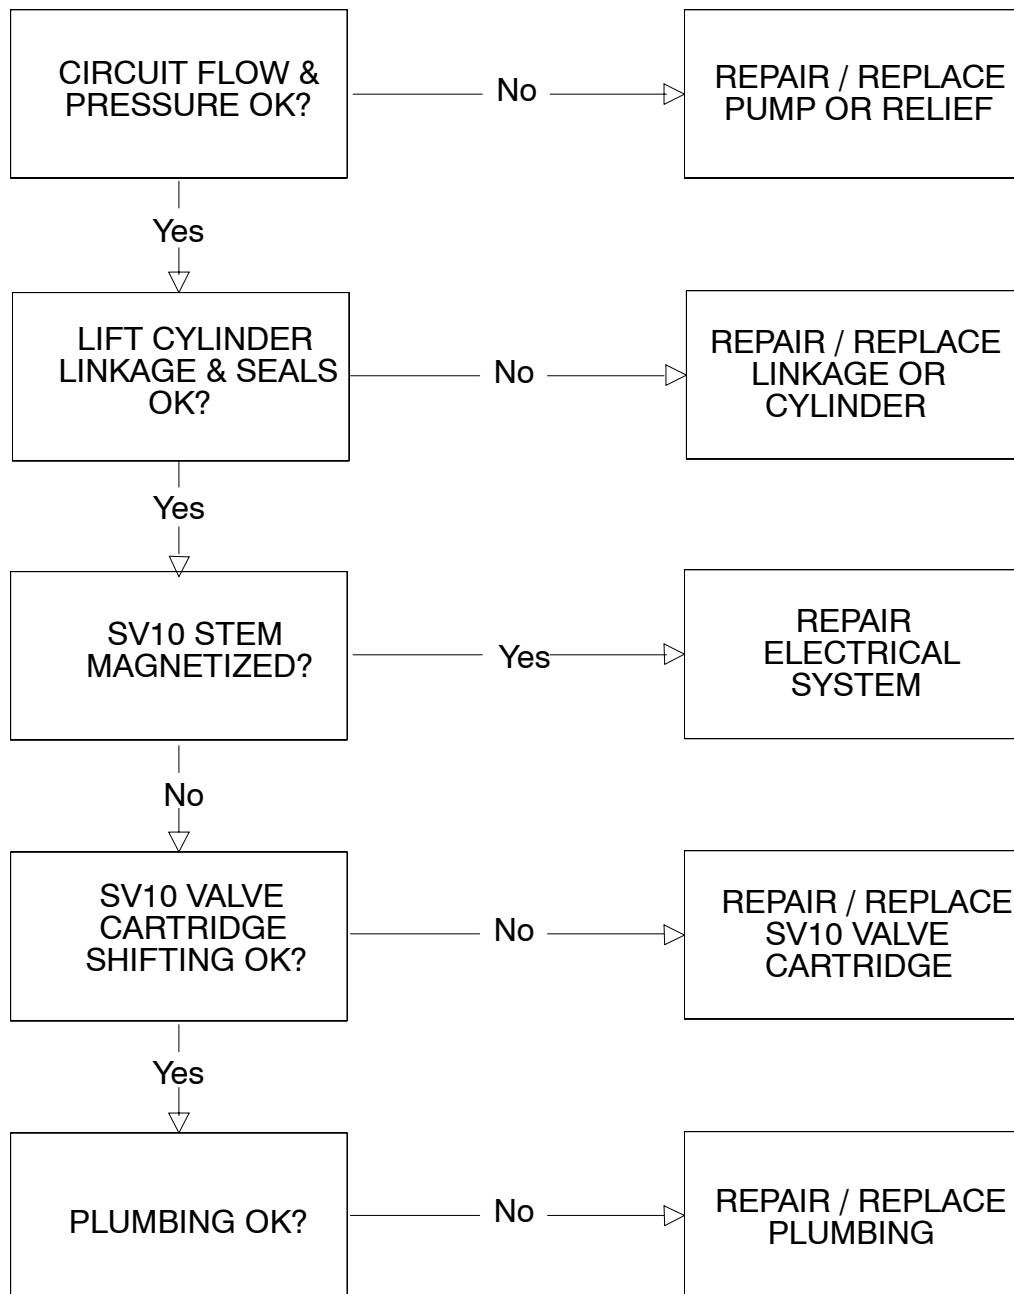 CIRCUIT FLOW &
PRESSURE OK?
No
REPAIR / REPLACE
PUMP OR RELIEF
Yes
LIFT CYLINDER
LINKAGE & SEALS
OK?
No
REPAIR / REPLACE
LINKAGE OR
CYLINDER
Yes
SV10 STEM
MAGNETIZED?
Yes
REPAIR
ELECTRICAL
SYSTEM
No
SV10 VALVE
CARTRIDGE
SHIFTING OK?
No
REPAIR / REPLACE
SV10 VALVE
CARTRIDGE
Yes
PLUMBING OK?
No
REPAIR / REPLACE
PLUMBING